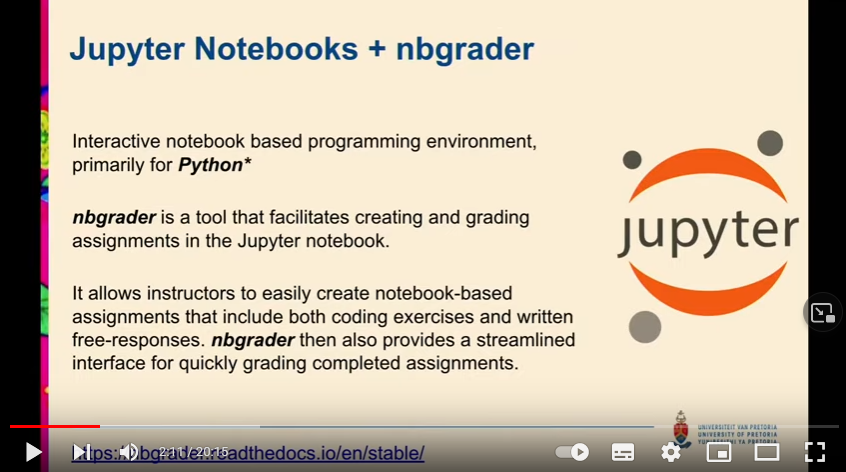 Jupyter Notebooks + nbgrader
Interactive notebook based programming environment,
primarily for Python*
nbgrader is a tool that facilitates creating and grading
assignments in the Jupyter notebook.
It allows instructors to easily create notebook-based
assignments that include both coding exercises and written
free-responses. nbgrader then also provides a streamlined
interface for quickly grading completed assignments.
jupyter
UNIVERSITEIT VAN PRETORIA
UNIVERSITY OF PRETORIA
YUNIBESITHI YA PRETORIA
2:11 / 20:15
https://nbgrader.readthedocs.io/en/stable/